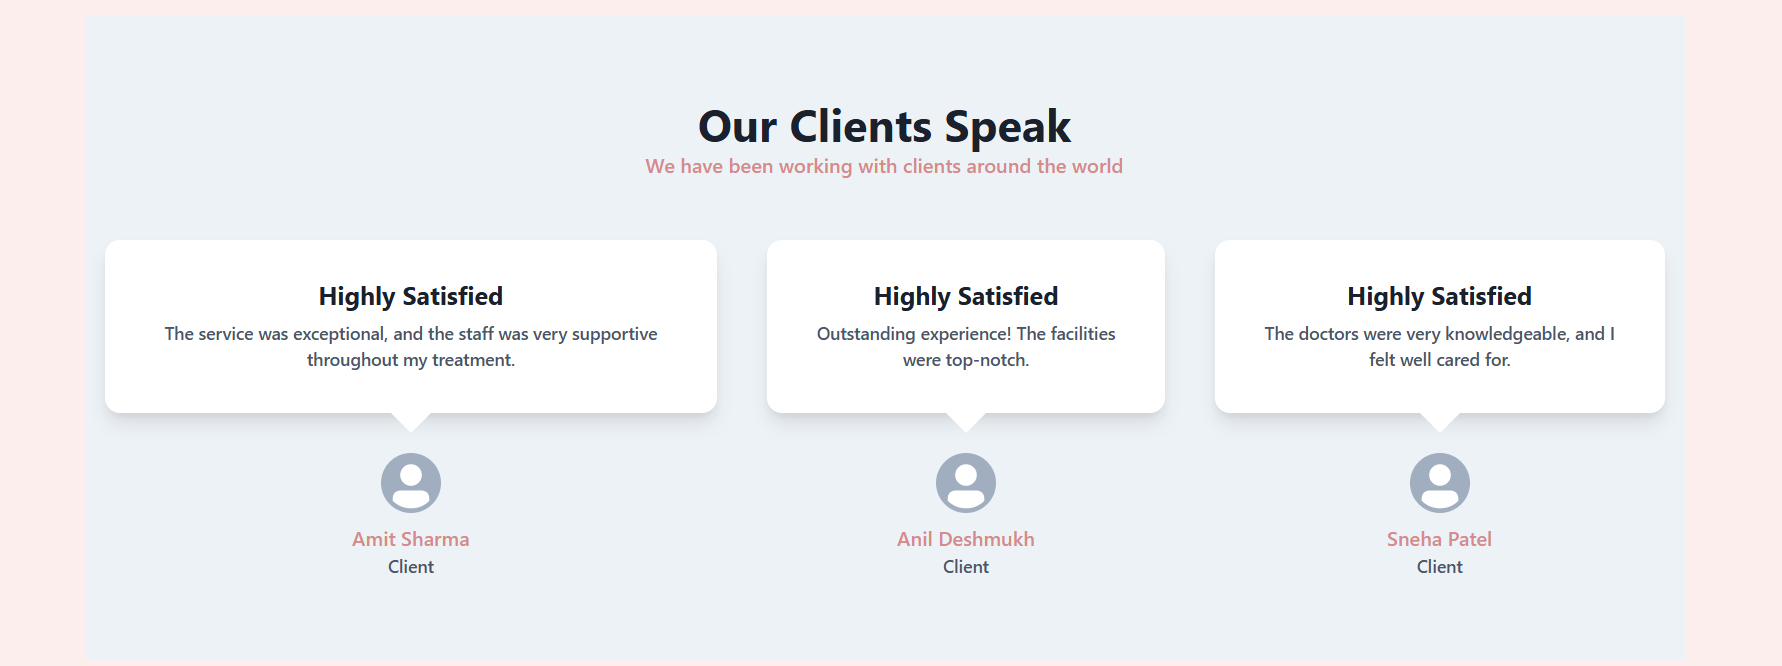 Our Clients Speak
We have been working with clients around the world
Highly Satisfied
The service was exceptional, and the staff was very supportive
throughout my treatment.
Amit Sharma
Client
Highly Satisfied
Outstanding experience! The facilities
were top-notch.
Anil Deshmukh
Client
Highly Satisfied
The doctors were very knowledgeable, and I
felt well cared for.
Sneha Patel
Client